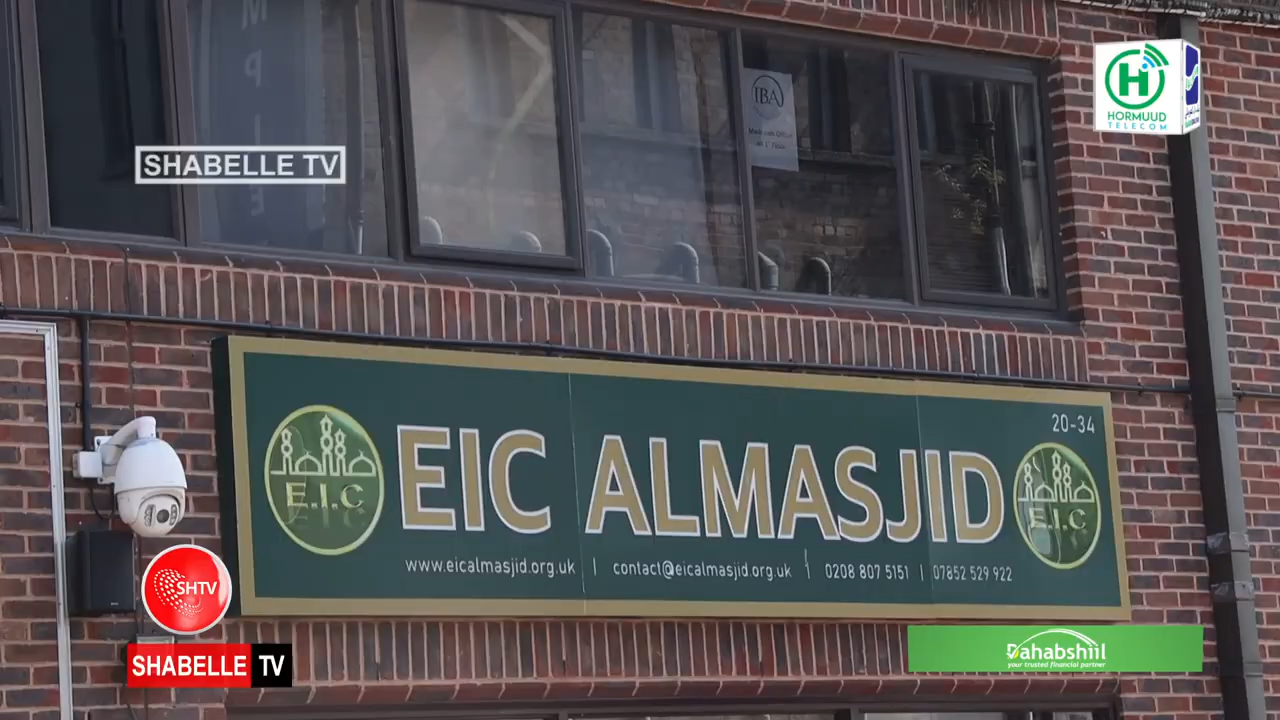 IBA
HORMUUD
TELECOM
SHABELLE TV
20-34
E.I.C
EIC ALMASJID
E.I.C
www.eicalmasjid.org.uk | contact@eicalmasjid.org.uk | 0208 807 5151 | 07852 529 922
SHTV
SHABELLE TV
Dahabshiil
your trusted financial partner